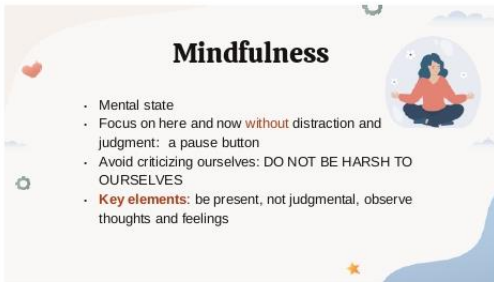 Mindfulness
• Mental state
• Focus on here and now without distraction and
judgment:  a pause button
• Avoid criticizing ourselves: DO NOT BE HARSH TO
OURSELVES
• Key elements: be present, not judgmental, observe
thoughts and feelings